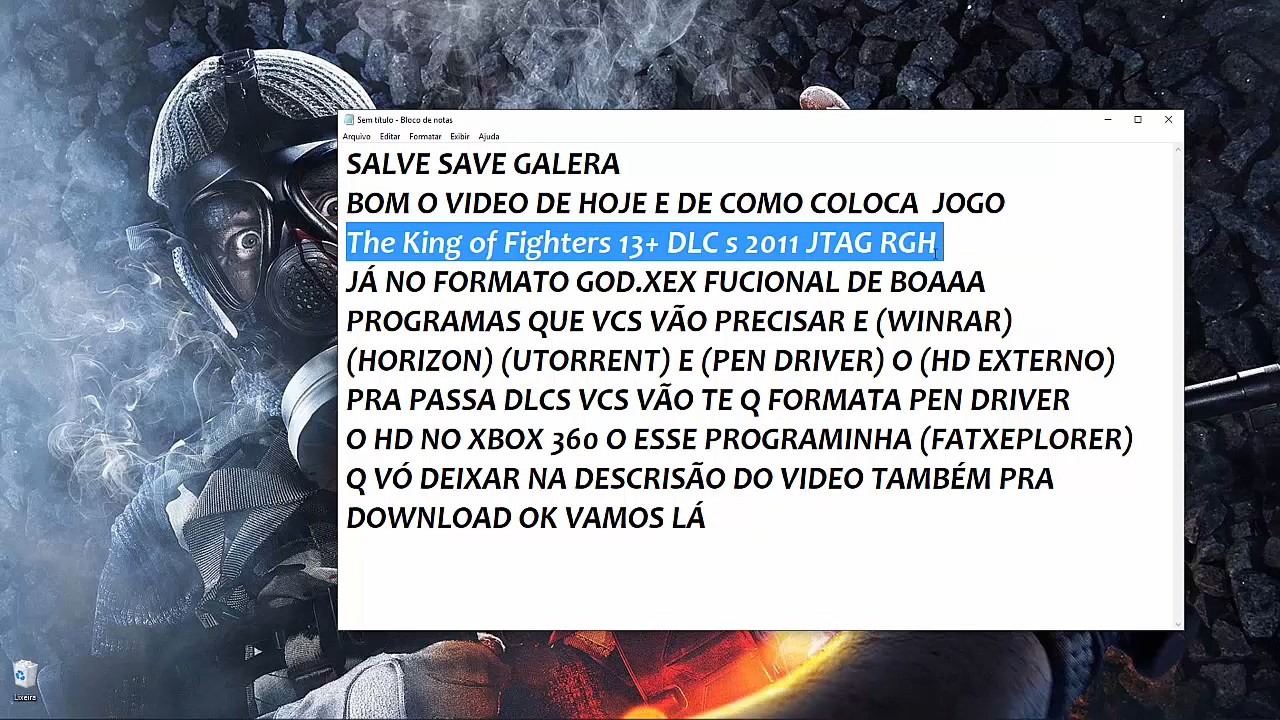 Sem título - Bloco de notas
Arquivo Editar Formatar Exibir Ajuda
SALVE SAVE GALERA
BOM O VIDEO DE HOJE E DE COMO COLOCA JOGO
The King of Fighters 13+ DLC s 2011 JTAG RGH
JÁ NO FORMATO GOD.XEX FUCIONAL DE BOAAA
PROGRAMAS QUE VCS VÃO PRECISAR E (WINRAR)
(HORIZON) (UTORRENT) E (PEN DRIVER) O (HD EXTERNO)
PRA PASSA DLCS VCS VÃO TE Q FORMATA PEN DRIVER
O HD NO XBOX 360 O ESSE PROGRAMINHA (FATXEPLORER)
Q VÓ DEIXAR NA DESCRISÃO DO VIDEO TAMBÉM PRA
DOWNLOAD OK VAMOS LÁ
Lixeira